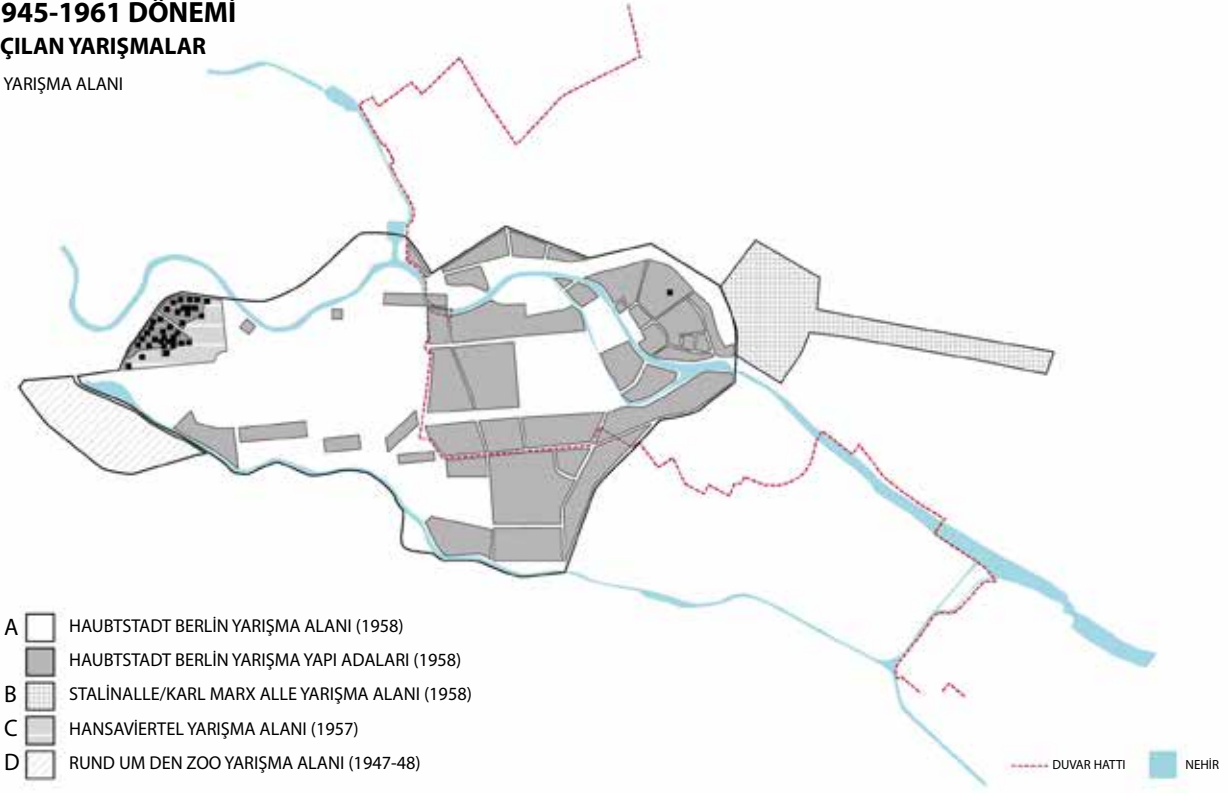 945-1961 DÖNEMİ
ÇILAN YARIŞMALAR
YARIŞMA ALANI
A HAUBTSTADT BERLİN YARIŞMA ALANI (1958)
HAUBTSTADT BERLİN YARIŞMA YAPI ADALARI (1958)
B STALİNALLE/KARL MARX ALLE YARIŞMA ALANI (1958)
C HANSAVİERTEL YARIŞMA ALANI (1957)
D RUND UM DEN ZOO YARIŞMA ALANI (1947-48)
DUVAR HATTI
NEHİR